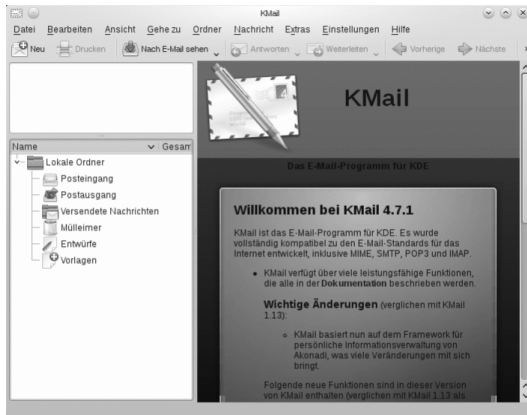 KMail
Datei Bearbeiten Ansicht Gehe zu Ordner Nachricht Extras Einstellungen Hilfe
Neu Drucken Nach E-Mail sehen Antworten Weiterleiten Vorherige Nächste
KMail
Das E-Mail-Programm für KDE
Name Gesam
Lokale Ordner
Posteingang
Postausgang
Versendete Nachrichten
Mülleimer
Entwürfe
Vorlagen
Willkommen bei KMail 4.7.1
KMail ist das E-Mail-Programm für KDE. Es wurde
vollständig kompatibel zu den E-Mail-Standards für das
Internet entwickelt, inklusive MIME, SMTP, POP3 und IMAP.
• KMail verfügt über viele leistungsfähige Funktionen,
die alle in der Dokumentation beschrieben werden.
Wichtige Änderungen (verglichen mit KMail
1.13):
◦ KMail basiert nun auf dem Framework für
persönliche Informationsverwaltung von
Akonadi, was viele Veränderungen mit sich
bringt.
Folgende neue Funktionen sind in dieser Version
von KMail enthalten (verglichen mit KMail 1.13 als